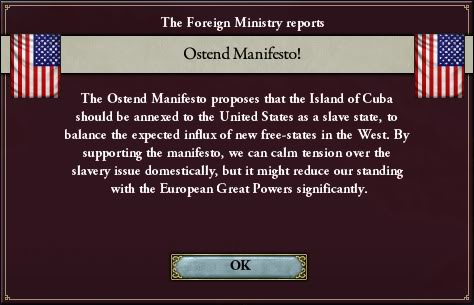 The Foreign Ministry reports
Ostend Manifesto!
The Ostend Manifesto proposes that the Island of Cuba
should be annexed to the United States as a slave state, to
balance the expected influx of new free-states in the West. By
supporting the manifesto, we can calm tension over the
slavery issue domestically, but it might reduce our standing
with the European Great Powers significantly.
OK